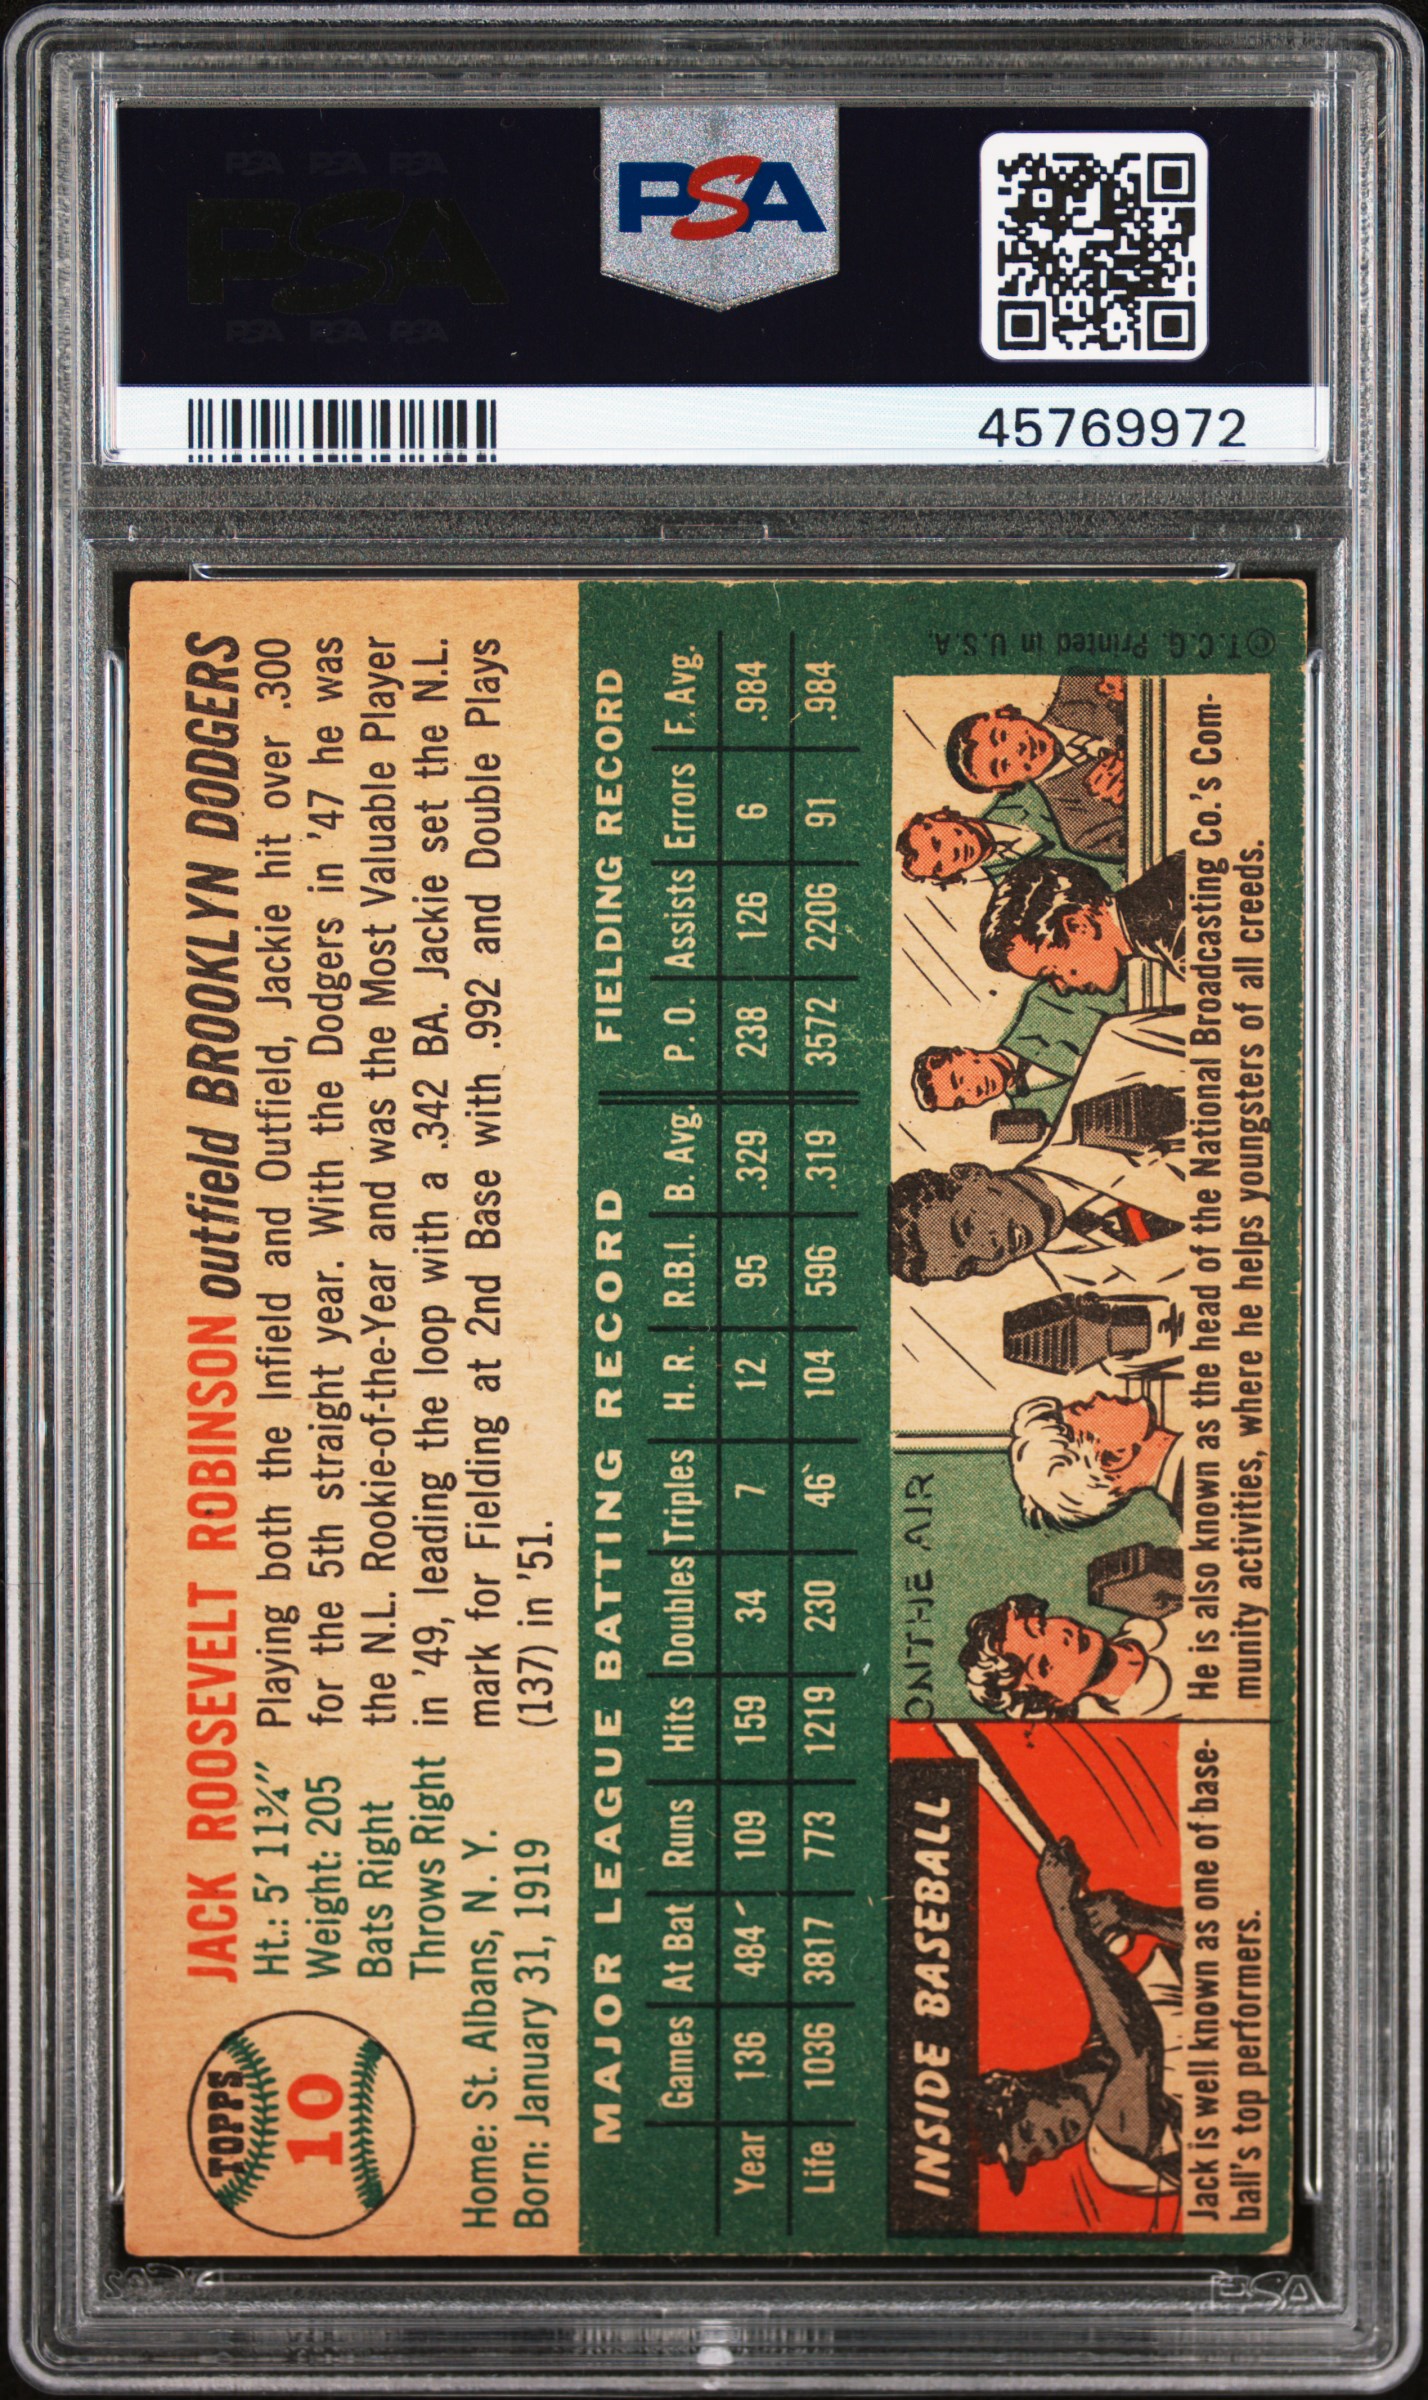 PSA PSA PSA
PSA
PSA PSA PSA
PSA
45769972
TOPPS
10
JACK ROOSEVELT ROBINSON outfield BROOKLYN DODGERS
Ht.: 5' 11¾"
Weight: 205
Bats Right
Throws Right
Home: St. Albans, N. Y.
Born: January 31, 1919
Playing both the Infield and Outfield, Jackie hit over .300
for the 5th straight year. With the Dodgers in '47 he was
the N.L. Rookie-of-the-Year and was the Most Valuable Player
in '49, leading the loop with a .342 BA. Jackie set the N.L.
mark for Fielding at 2nd Base with .992 and Double Plays
(137) in '51.
MAJOR LEAGUE BATTING RECORD FIELDING RECORD
Games At Bat Runs Hits Doubles Triples H. R. R.B.I. B. Avg. P. O. Assists Errors F. Avg.
Year 136 484 109 159 34 7 12 95 .329 238 126 6 .984
Life 1036 3817 773 1219 230 46 104 596 .319 3572 2206 91 .984
INSIDE BASEBALL
Jack is well known as one of base-
ball's top performers.
ON THE AIR
He is also known as the head of the National Broadcasting Co.'s Com-
munity activities, where he helps youngsters of all creeds.
© T.C.G. Printed in U.S.A.
PSA